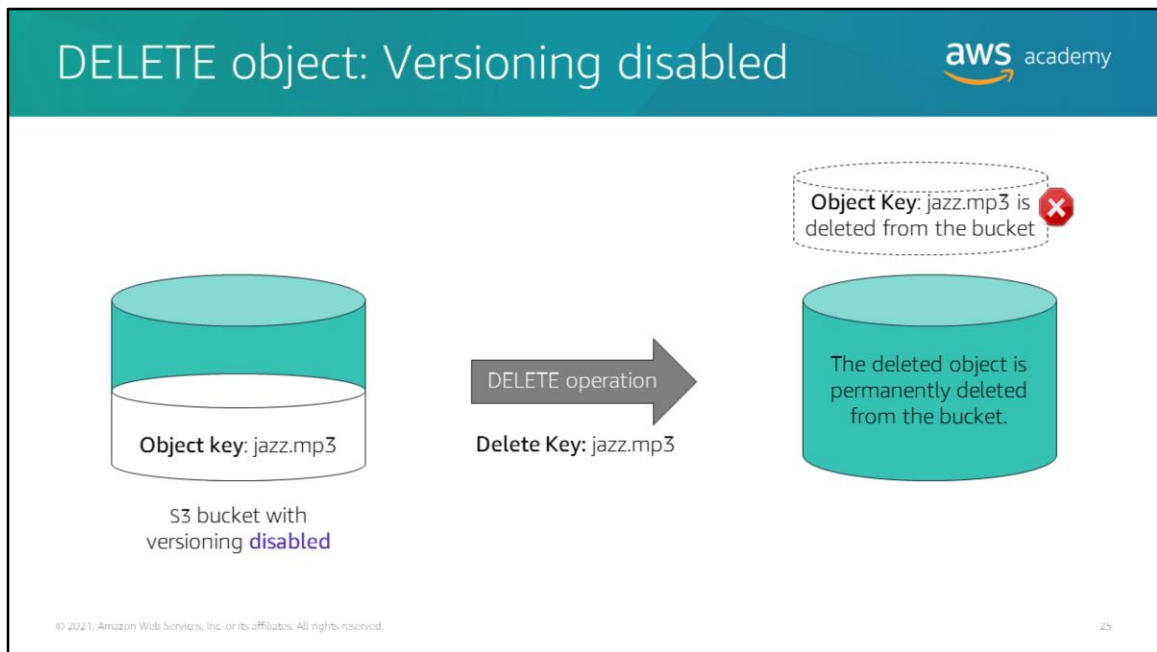 DELETE object: Versioning disabled
aws academy
Object Key: jazz.mp3 is
deleted from the bucket
The deleted object is
permanently deleted
from the bucket.
DELETE operation
Object key: jazz.mp3
Delete Key: jazz.mp3
S3 bucket with
versioning disabled
© 2021, Amazon Web Services, Inc. or its affiliates. All rights reserved.
25